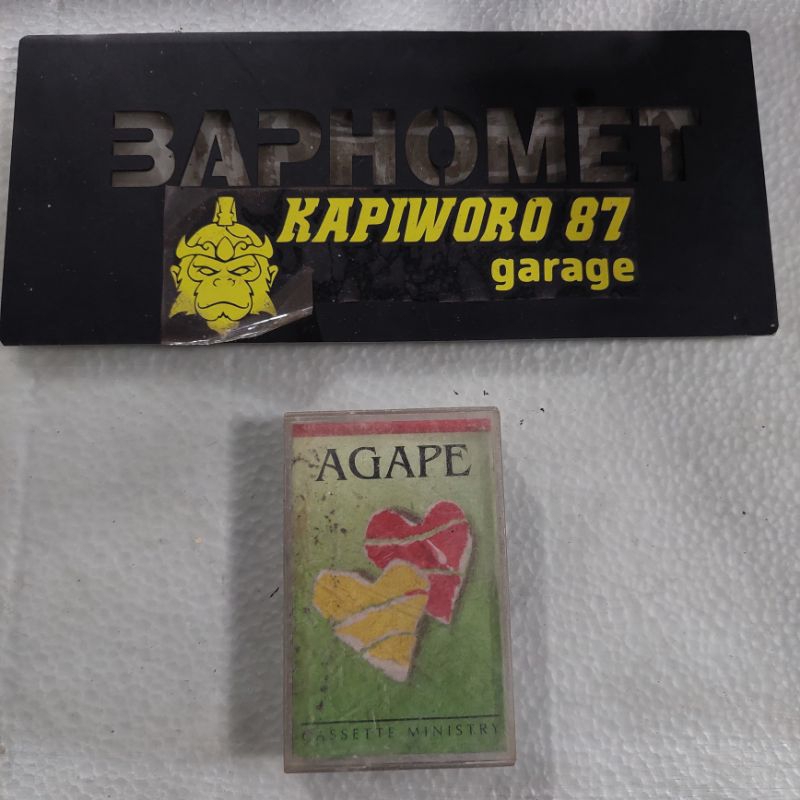 BAPHOMET
KAPIWORO 87
garage
AGAPE
CASSETTE MINISTRY